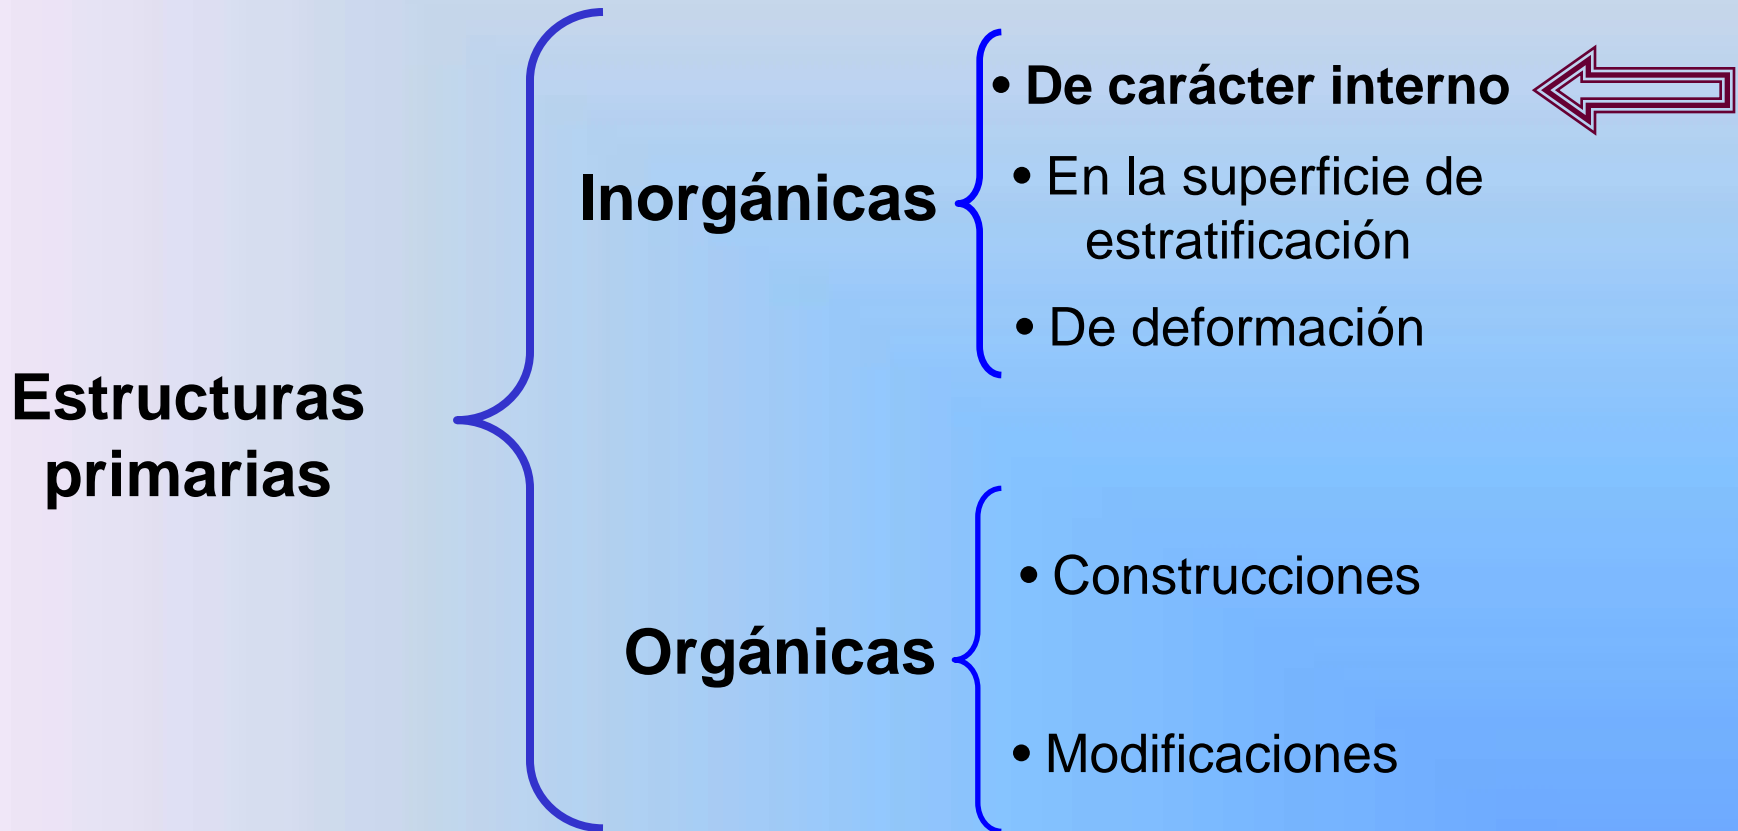 Estructuras
primarias
Inorgánicas
• De carácter interno
• En la superficie de
estratificación
• De deformación
Orgánicas
• Construcciones
• Modificaciones